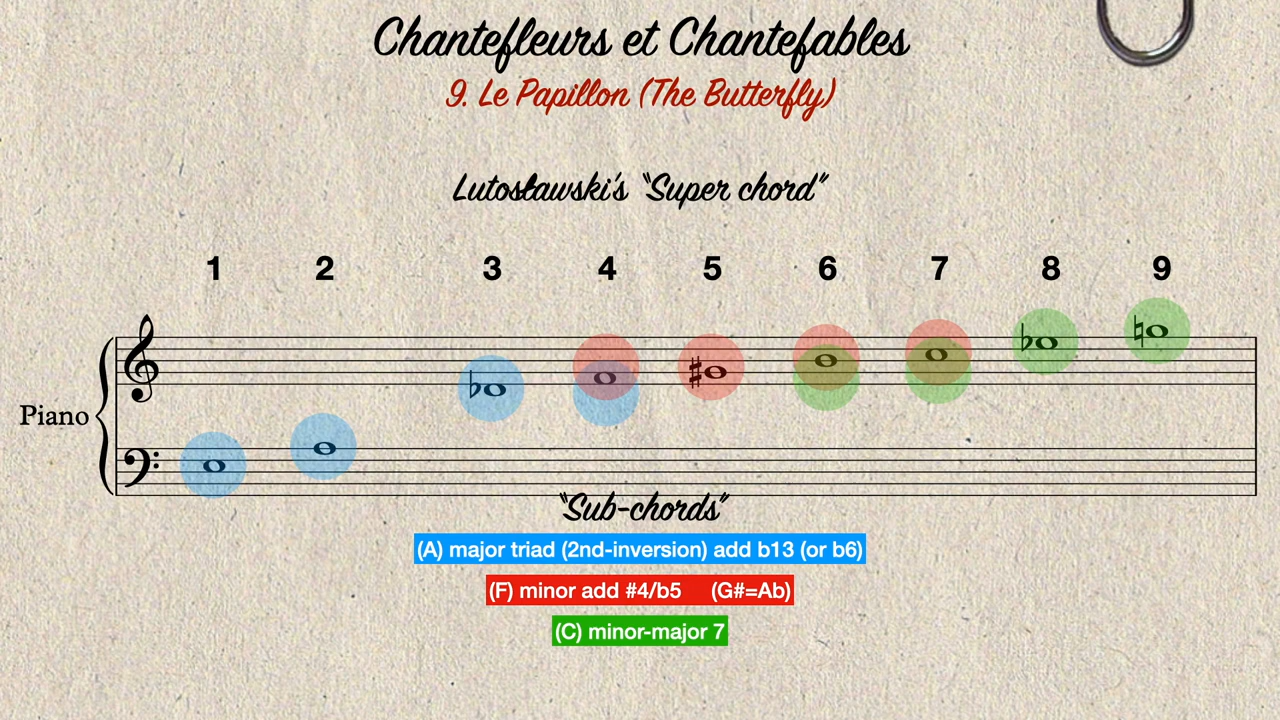 Chantefleurs et Chantefables
9. Le Papillon (The Butterfly)
Lutosławski's "Super chord"
1 2 3 4 5 6 7 8 9
Piano
"Sub-chords"
(A) major triad (2nd-inversion) add b13 (or b6)
(F) minor add #4/b5 (G#=Ab)
(C) minor-major 7